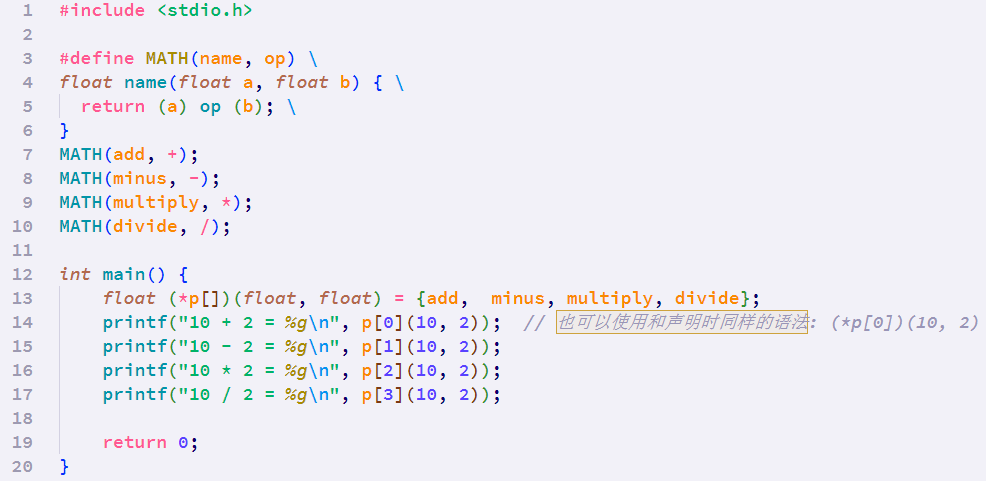 1 #include <stdio.h>
2
3 #define MATH(name, op) \
4 float name(float a, float b) { \
5   return (a) op (b); \
6 }
7 MATH(add, +);
8 MATH(minus, -);
9 MATH(multiply, *);
10 MATH(divide, /);
11
12 int main() {
13     float (*p[])(float, float) = {add,  minus, multiply, divide};
14     printf("10 + 2 = %g\n", p[0](10, 2));  // 也可以使用和声明时同样的语法: (*p[0])(10, 2)
15     printf("10 - 2 = %g\n", p[1](10, 2));
16     printf("10 * 2 = %g\n", p[2](10, 2));
17     printf("10 / 2 = %g\n", p[3](10, 2));
18
19     return 0;
20 }